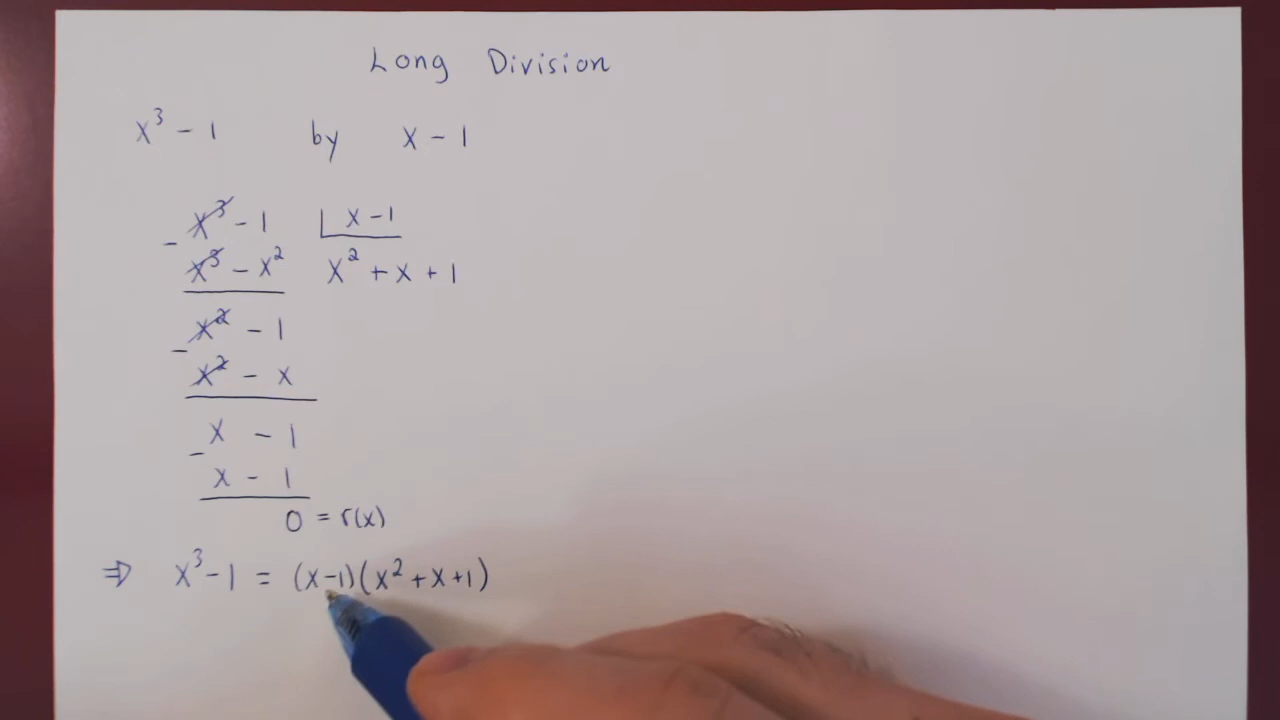 Long Division
x³ - 1 by x - 1
- x³ - 1 | x - 1
x³ - x² x² + x + 1
- x² - 1
x² - x
- x - 1
x - 1
0 = r(x)
⇒ x³ - 1 = (x-1)(x² + x + 1)